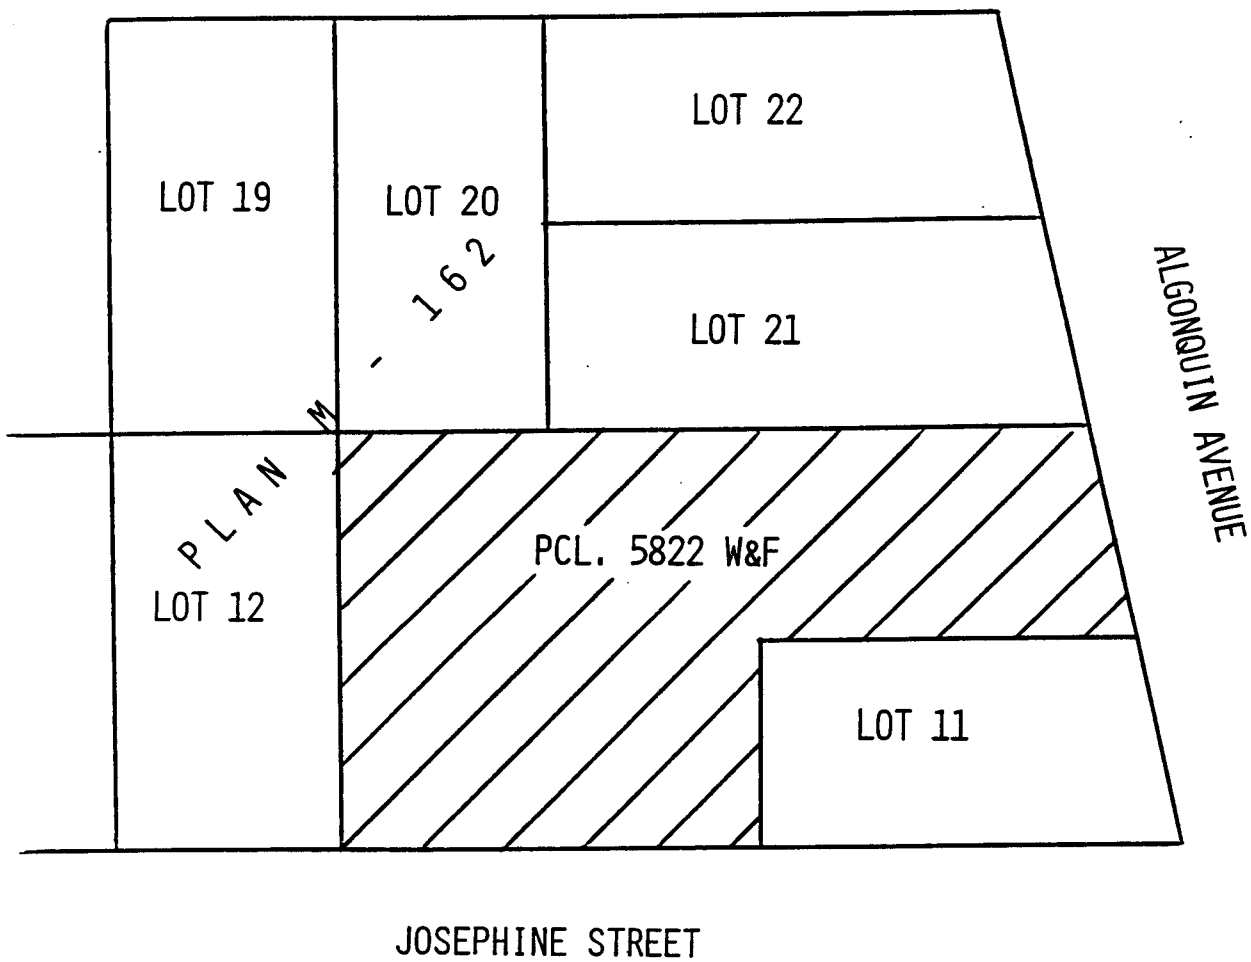 LOT 22
LOT 19
LOT 20
LOT 21
PLAN M - 162
ALGONQUIN AVENUE
PCL. 5822 W&F
LOT 12
LOT 11
JOSEPHINE STREET